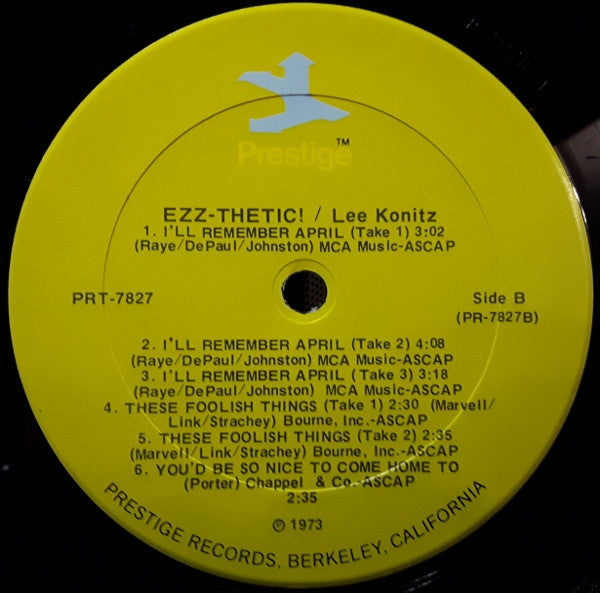 Prestige™
EZZ-THETIC! / Lee Konitz
1. I'LL REMEMBER APRIL (Take 1) 3:02
(Raye/DePaul/Johnston) MCA Music-ASCAP
PRT-7827
Side B
(PR-7827B)
2. I'LL REMEMBER APRIL (Take 2) 4:08
(Raye/DePaul/Johnston) MCA Music-ASCAP
3. I'LL REMEMBER APRIL (Take 3) 3:18
(Raye/DePaul/Johnston) MCA Music-ASCAP
4. THESE FOOLISH THINGS (Take 1) 2:30 (Marvell/
Link/Strachey) Bourne, Inc.-ASCAP
5. THESE FOOLISH THINGS (Take 2) 2:35
(Marvell/Link/Strachey) Bourne, Inc.-ASCAP
6. YOU'D BE SO NICE TO COME HOME TO
(Porter) Chappel & Co.-ASCAP
2:35
℗ 1973
PRESTIGE RECORDS, BERKELEY, CALIFORNIA